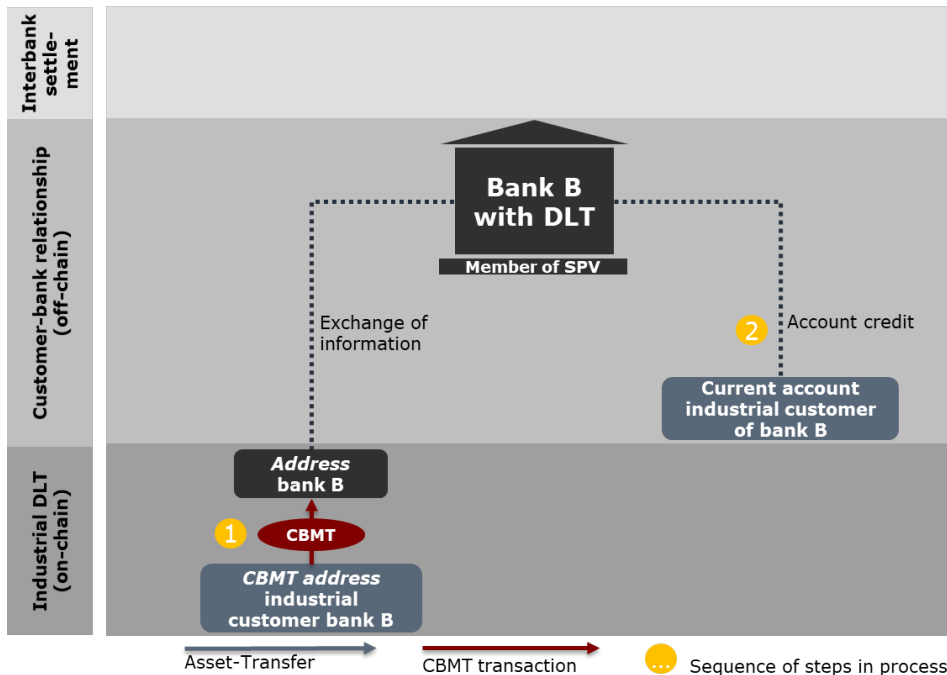 Interbank
settle-
ment
Customer-bank relationship
(off-chain)
Industrial DLT
(on-chain)
Bank B
with DLT
Member of SPV
Exchange of
information
2
Account credit
Current account
industrial customer
of bank B
Address
bank B
1
CBMT
CBMT address
industrial
customer bank B
Asset-Transfer
CBMT transaction
...
Sequence of steps in process